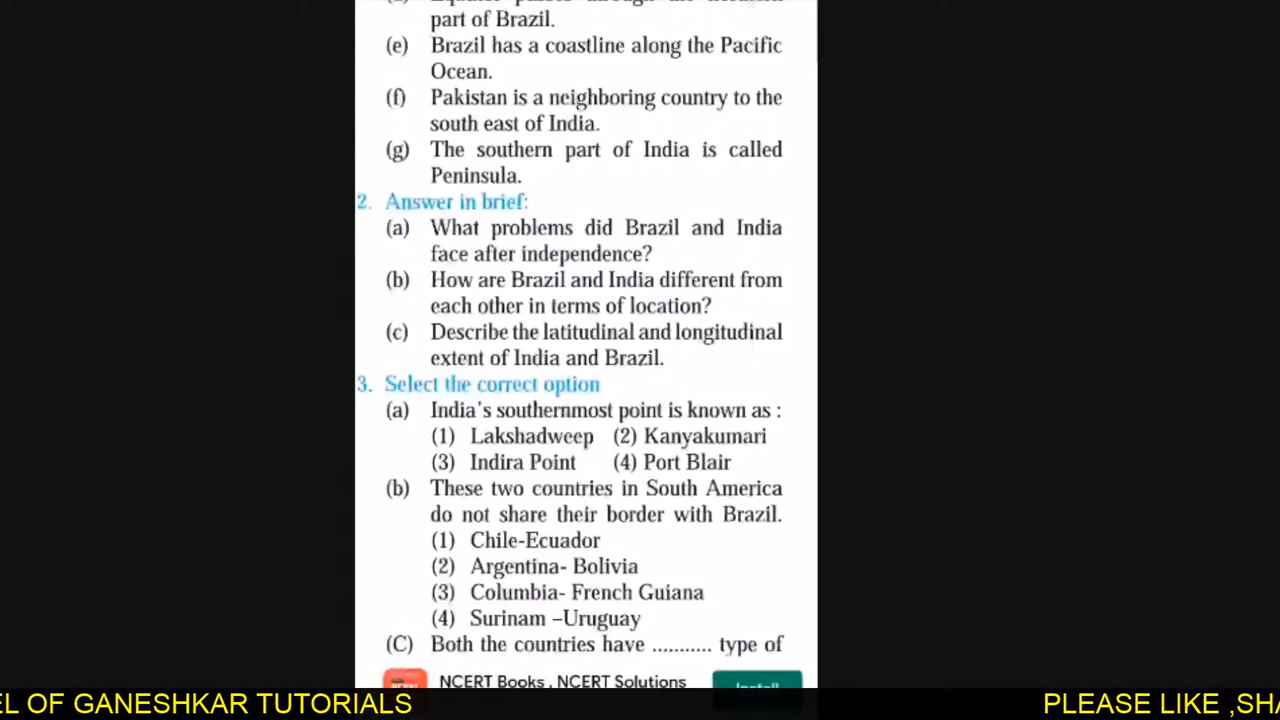 part of Brazil.
(e) Brazil has a coastline along the Pacific
Ocean.
(f) Pakistan is a neighboring country to the
south east of India.
(g) The southern part of India is called
Peninsula.
2. Answer in brief:
(a) What problems did Brazil and India
face after independence?
(b) How are Brazil and India different from
each other in terms of location?
(c) Describe the latitudinal and longitudinal
extent of India and Brazil.
3. Select the correct option
(a) India's southernmost point is known as :
(1) Lakshadweep (2) Kanyakumari
(3) Indira Point (4) Port Blair
(b) These two countries in South America
do not share their border with Brazil.
(1) Chile-Ecuador
(2) Argentina- Bolivia
(3) Columbia- French Guiana
(4) Surinam –Uruguay
(C) Both the countries have ........... type of
NCERT Books , NCERT Solutions
Install
EL OF GANESHKAR TUTORIALS
PLEASE LIKE ,SHA